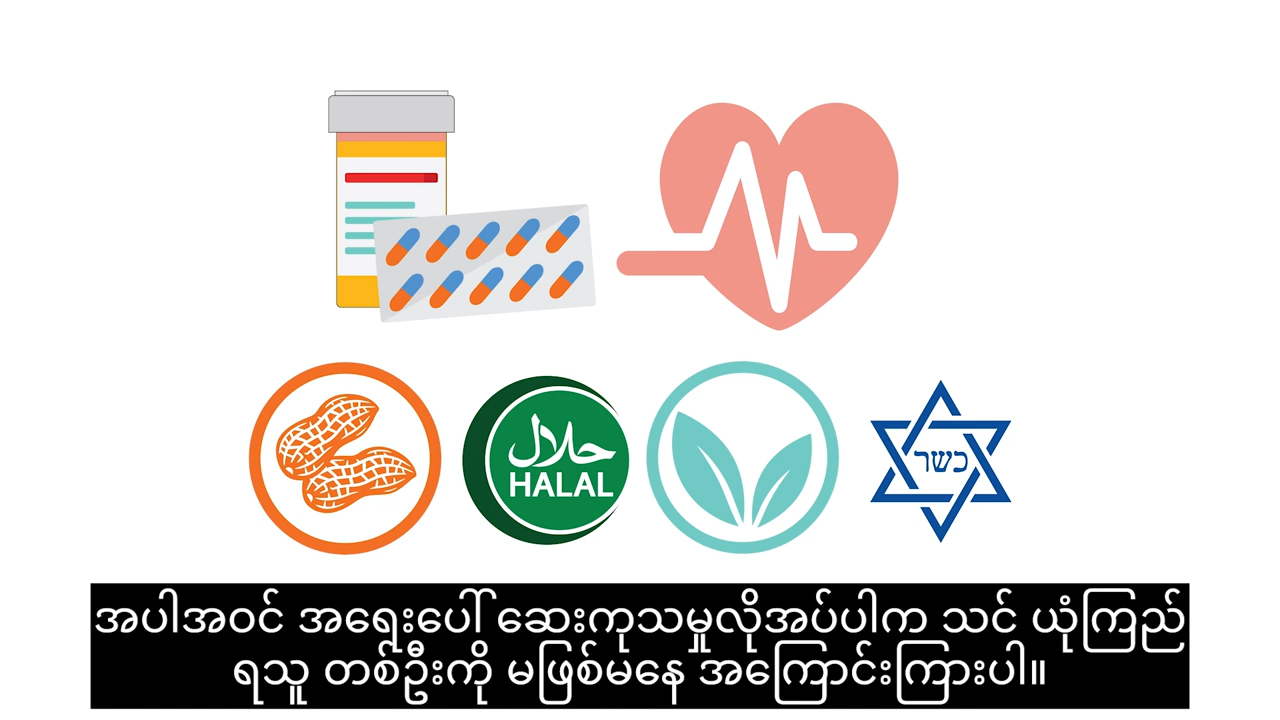 حلال
HALAL
כשר
အပါအဝင် အရေးပေါ် ဆေးကုသမှုလိုအပ်ပါက သင် ယုံကြည်
ရသူ တစ်ဦးကို မဖြစ်မနေ အကြောင်းကြားပါ။